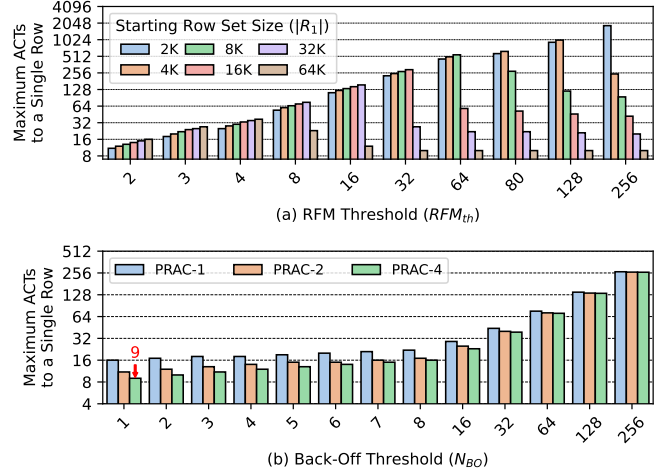 4096
2048
1024
512
256
128
64
32
16
8
Maximum ACTs
to a Single Row
Starting Row Set Size (|R1|)
2K 8K 32K
4K 16K 64K
2 3 4 8 16 32 64 80 128 256
(a) RFM Threshold (RFMth)
512
256
128
64
32
16
8
4
Maximum ACTs
to a Single Row
PRAC-1 PRAC-2 PRAC-4
9
1 2 3 4 5 6 7 8 16 32 64 128 256
(b) Back-Off Threshold (NBO)